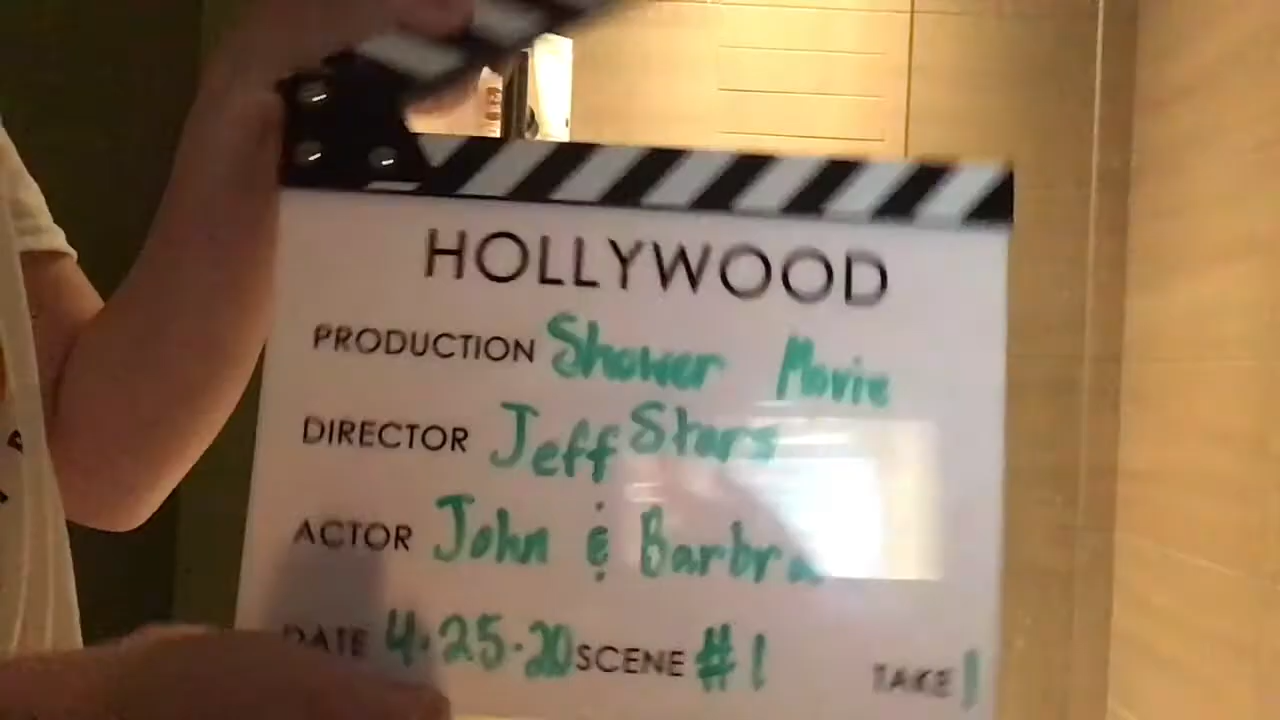 HOLLYWOOD
PRODUCTION Shower Movie
DIRECTOR Jeff Stars
ACTOR John & Barbra
DATE 4.25.20 SCENE #1 TAKE 1